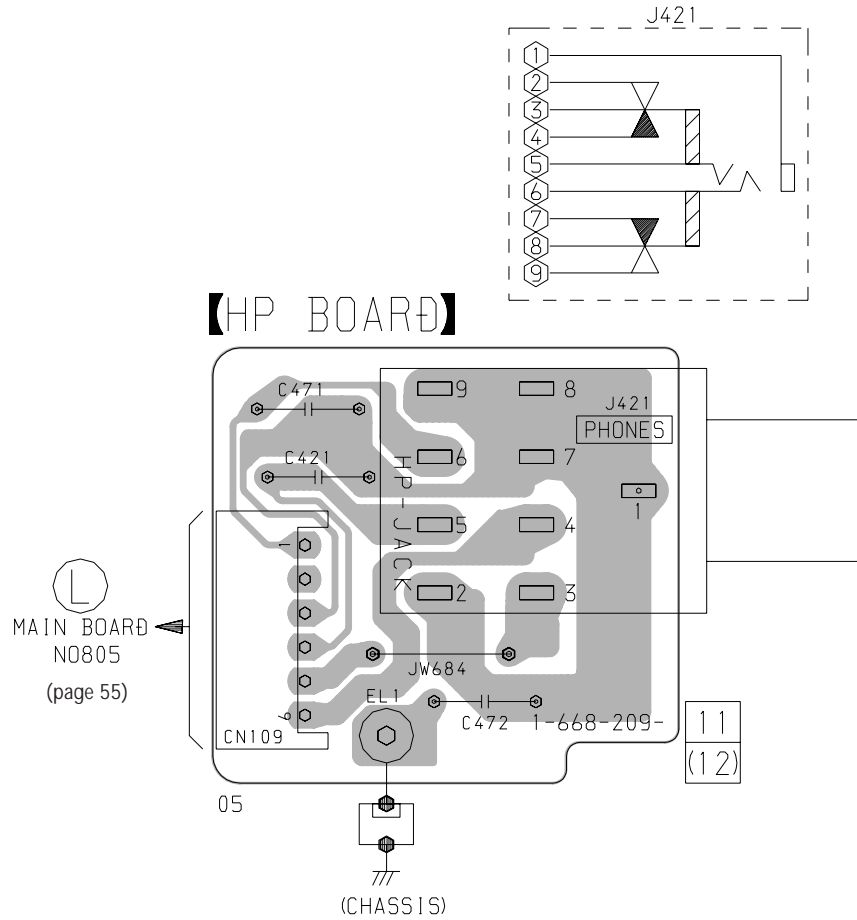 J421
1
2
3
4
5
6
7
8
9
【HP BOARD】
C471
9
8
J421
PHONES
C421
6
7
HP-JACK
1
1
5
4
L
MAIN BOARD
N0805
(page 55)
2
3
JW684
EL1
C472
1-668-209-
11
(12)
6
CN109
05
(CHASSIS)